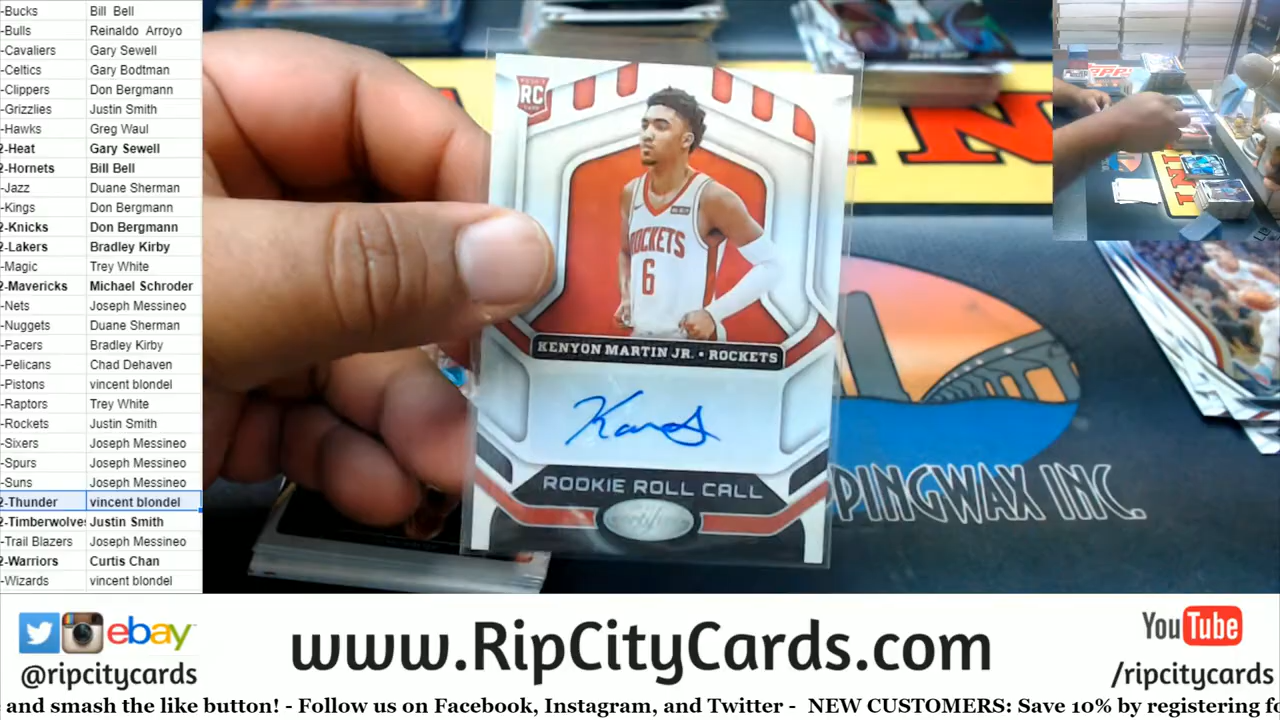 -Bucks Bill Bell
-Bulls Reinaldo Arroyo
-Cavaliers Gary Sewell
-Celtics Gary Bodtman
-Clippers Don Bergmann
-Grizzlies Justin Smith
-Hawks Greg Waul
2-Heat Gary Sewell
2-Hornets Bill Bell
-Jazz Duane Sherman
-Kings Don Bergmann
2-Knicks Don Bergmann
2-Lakers Bradley Kirby
-Magic Trey White
2-Mavericks Michael Schroder
-Nets Joseph Messineo
-Nuggets Duane Sherman
-Pacers Bradley Kirby
-Pelicans Chad Dehaven
-Pistons vincent blondel
-Raptors Trey White
-Rockets Justin Smith
-Sixers Joseph Messineo
-Spurs Joseph Messineo
-Suns Joseph Messineo
2-Thunder vincent blondel
2-Timberwolves Justin Smith
-Trail Blazers Joseph Messineo
2-Warriors Curtis Chan
-Wizards vincent blondel
RC
ROCKETS
6
KENYON MARTIN JR. • ROCKETS
ROOKIE ROLL CALL
PPINGWAX INC.
ebay
@ripcitycards
www.RipCityCards.com
YouTube
/ripcitycards
and smash the like button! - Follow us on Facebook, Instagram, and Twitter - NEW CUSTOMERS: Save 10% by registering fo